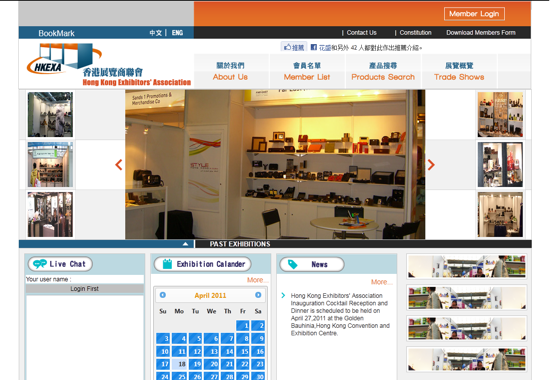 Member Login
BookMark
中文 | ENG
| Contact Us | Constitution Download Members Form
推薦 花盛和另外 42 人都對此作出推薦介紹。
HKEXA
香港展覽商聯會
Hong Kong Exhibitors' Association
關於我們 會員名單 產品搜尋 展覽概覽
About Us Member List Products Search Trade Shows
Sands 1 Promotions &
Merchandise Co
PAST EXHIBITIONS
Live Chat
Your user name :
Login First
Exhibition Calander
More...
April 2011
Su Mo Tu We Th Fr Sa
1 2
3 4 5 6 7 8 9
10 11 12 13 14 15 16
17 18 19 20 21 22 23
24 25 26 27 28 29 30
News
More...
Hong Kong Exhibitors' Association
Inauguration Cocktail Reception and
Dinner is scheduled to be held on
April 27,2011 at the Golden
Bauhinia,Hong Kong Convention and
Exhibition Centre.